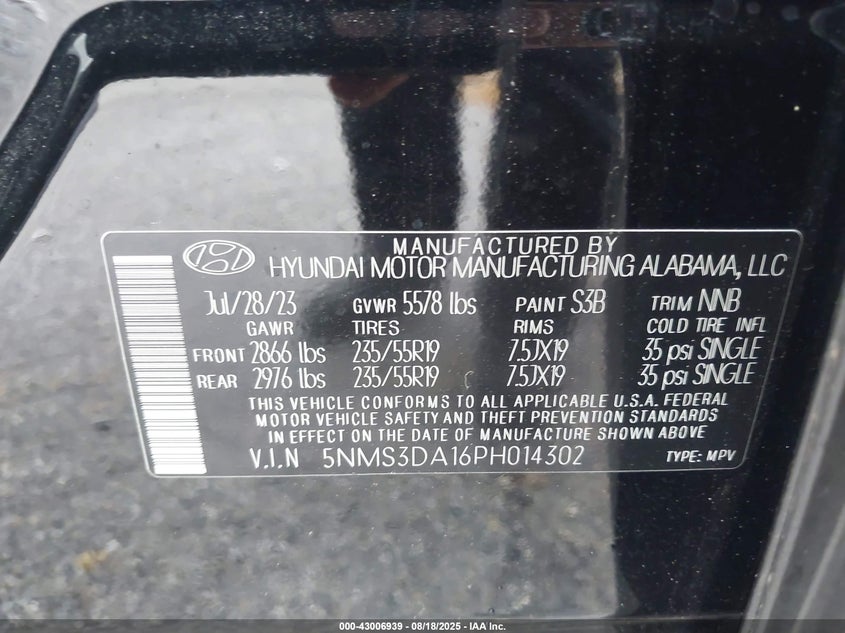 MANUFACTURED BY
HYUNDAI MOTOR MANUFACTURING ALABAMA, LLC
Jul/28/23 GVWR 5578 lbs PAINT S3B TRIM NNB
GAWR TIRES RIMS COLD TIRE INFL
FRONT 2866 lbs 235/55R19 7.5JX19 35 psi SINGLE
REAR 2976 lbs 235/55R19 7.5JX19 35 psi SINGLE
THIS VEHICLE CONFORMS TO ALL APPLICABLE U.S.A. FEDERAL
MOTOR VEHICLE SAFETY AND THEFT PREVENTION STANDARDS
IN EFFECT ON THE DATE OF MANUFACTURE SHOWN ABOVE
V.I.N 5NMS3DA16PH014302 TYPE: MPV
000-43006939 - 08/18/2025 - IAA Inc.